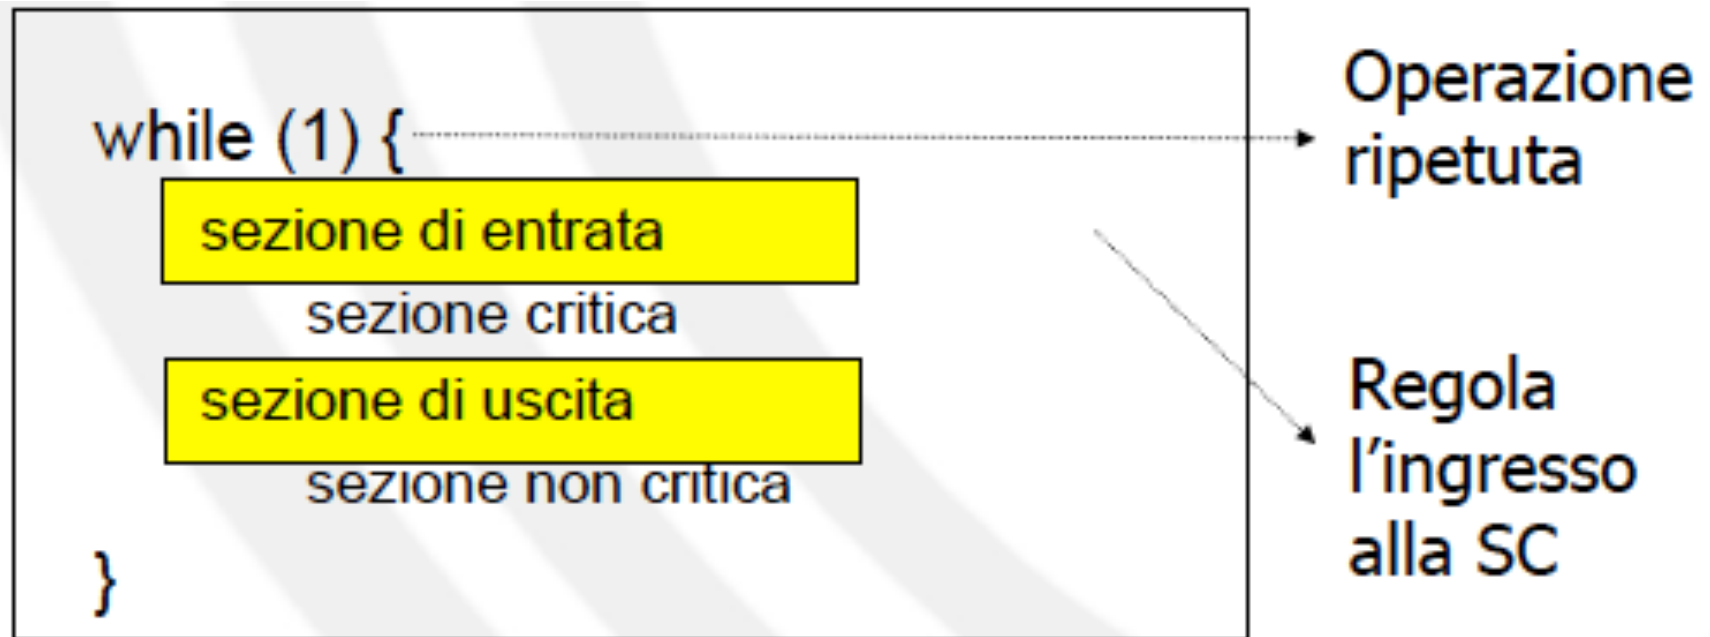 while (1) {
sezione di entrata
sezione critica
sezione di uscita
sezione non critica
}
Operazione
ripetuta
Regola
l'ingresso
alla SC